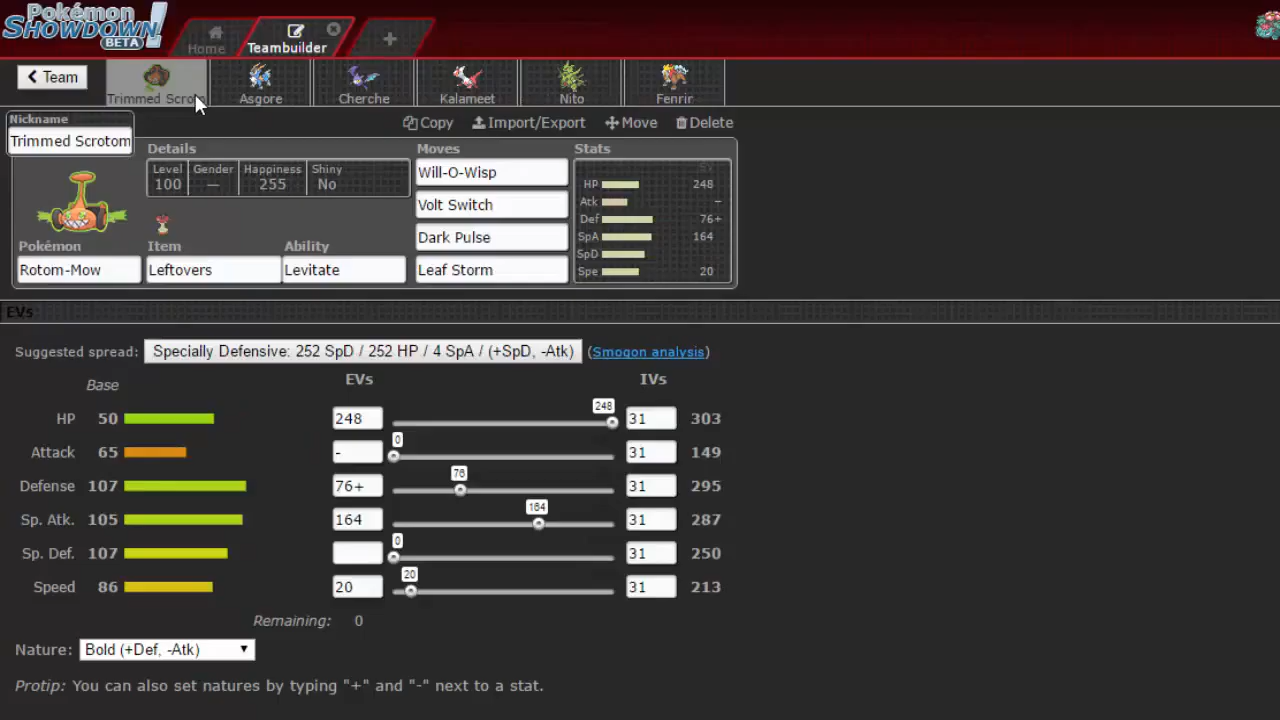 Pokémon
SHOWDOWN!
BETA
Home
Teambuilder
+
Team
Trimmed Scrot
Asgore
Cherche
Kalameet
Nito
Fenrir
Nickname
Trimmed Scrotom
Copy
Import/Export
Move
Delete
Details
Level
100
Gender
—
Happiness
255
Shiny
No
Pokémon
Rotom-Mow
Item
Leftovers
Ability
Levitate
Moves
Will-O-Wisp
Volt Switch
Dark Pulse
Leaf Storm
Stats
HP 248
Atk –
Def 76+
SpA 164
SpD
Spe 20
EVs
Suggested spread: Specially Defensive: 252 SpD / 252 HP / 4 SpA / (+SpD, -Atk) (Smogon analysis)
Base EVs IVs
HP 50 248 248 31 303
Attack 65 - 0 31 149
Defense 107 76+ 76 31 295
Sp. Atk. 105 164 164 31 287
Sp. Def. 107 0 31 250
Speed 86 20 20 31 213
Remaining: 0
Nature: Bold (+Def, -Atk)
Protip: You can also set natures by typing "+" and "-" next to a stat.